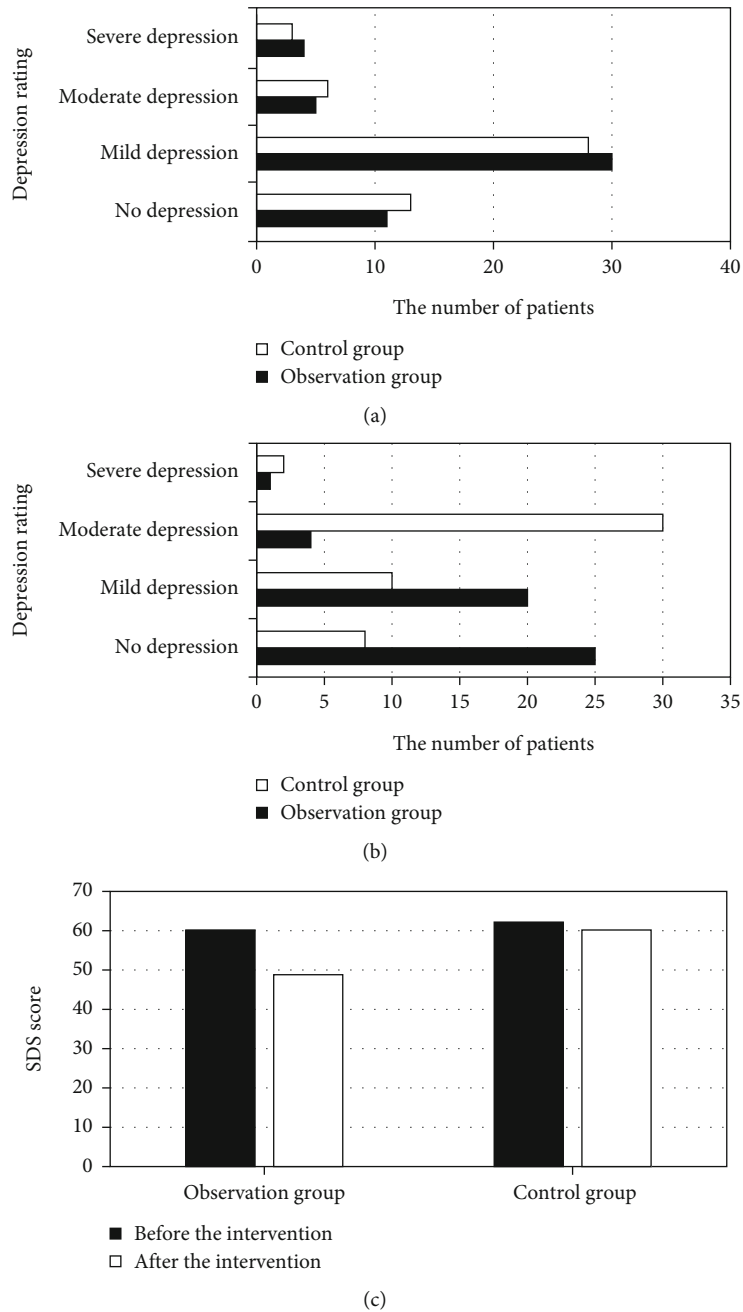 Depression rating
Severe depression
Moderate depression
Mild depression
No depression
0 10 20 30 40
The number of patients
Control group
Observation group
(a)
Depression rating
Severe depression
Moderate depression
Mild depression
No depression
0 5 10 15 20 25 30 35
The number of patients
Control group
Observation group
(b)
SDS score
70
60
50
40
30
20
10
0
Observation group Control group
Before the intervention
After the intervention
(c)